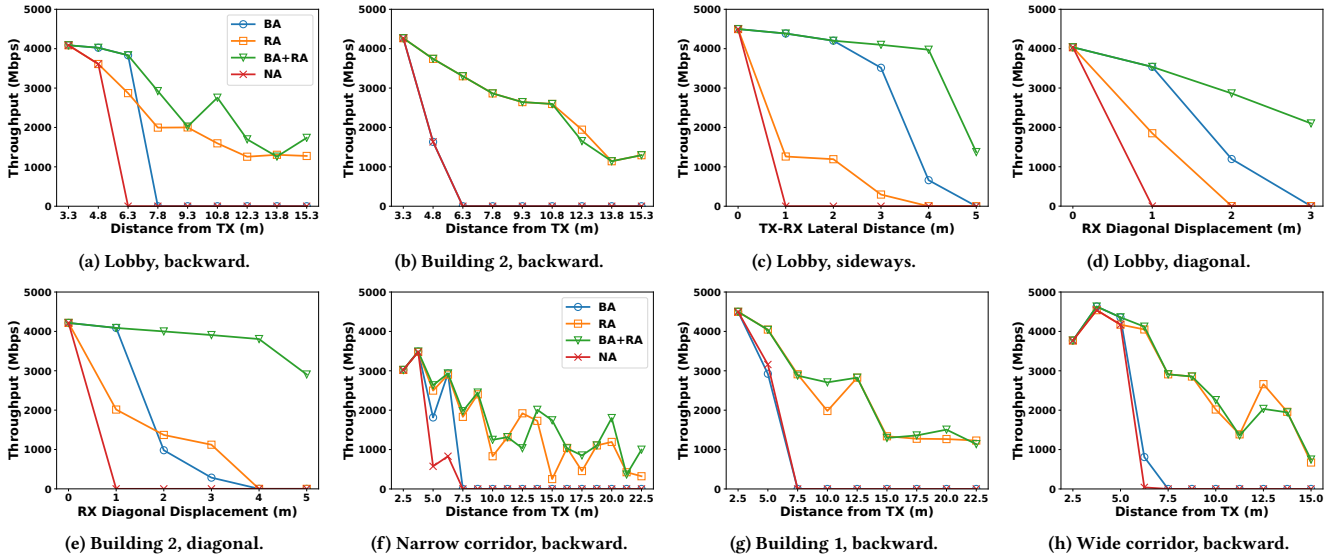 5000
4000
3000
2000
1000
0
Throughput (Mbps)
BA
RA
BA+RA
NA
3.3 4.8 6.3 7.8 9.3 10.8 12.3 13.8 15.3
Distance from TX (m)
(a) Lobby, backward.
5000
4000
3000
2000
1000
0
Throughput (Mbps)
3.3 4.8 6.3 7.8 9.3 10.8 12.3 13.8 15.3
Distance from TX (m)
(b) Building 2, backward.
5000
4000
3000
2000
1000
0
Throughput (Mbps)
0 1 2 3 4 5
TX-RX Lateral Distance (m)
(c) Lobby, sideways.
5000
4000
3000
2000
1000
0
Throughput (Mbps)
0 1 2 3
RX Diagonal Displacement (m)
(d) Lobby, diagonal.
5000
4000
3000
2000
1000
0
Throughput (Mbps)
0 1 2 3 4 5
RX Diagonal Displacement (m)
(e) Building 2, diagonal.
5000
4000
3000
2000
1000
0
Throughput (Mbps)
BA
RA
BA+RA
NA
2.5 5.0 7.5 10.0 12.5 15.0 17.5 20.0 22.5
Distance from TX (m)
(f) Narrow corridor, backward.
5000
4000
3000
2000
1000
0
Throughput (Mbps)
2.5 5.0 7.5 10.0 12.5 15.0 17.5 20.0 22.5
Distance from TX (m)
(g) Building 1, backward.
5000
4000
3000
2000
1000
0
Throughput (Mbps)
2.5 5.0 7.5 10.0 12.5 15.0
Distance from TX (m)
(h) Wide corridor, backward.